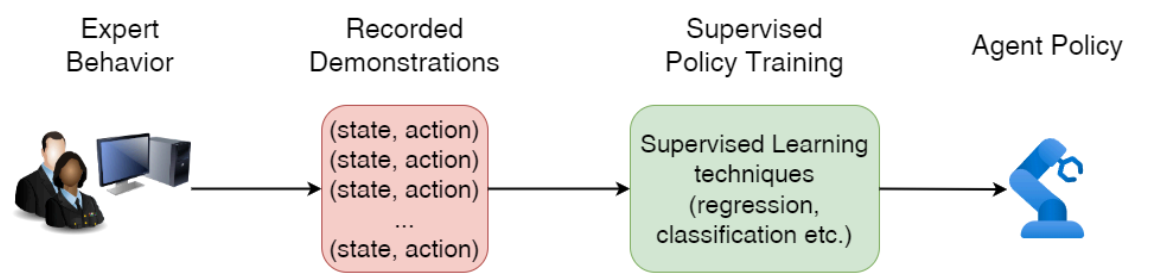 Expert
Behavior
Recorded
Demonstrations
Supervised
Policy Training
Agent Policy
(state, action)
(state, action)
(state, action)
...
(state, action)
Supervised Learning
techniques
(regression,
classification etc.)